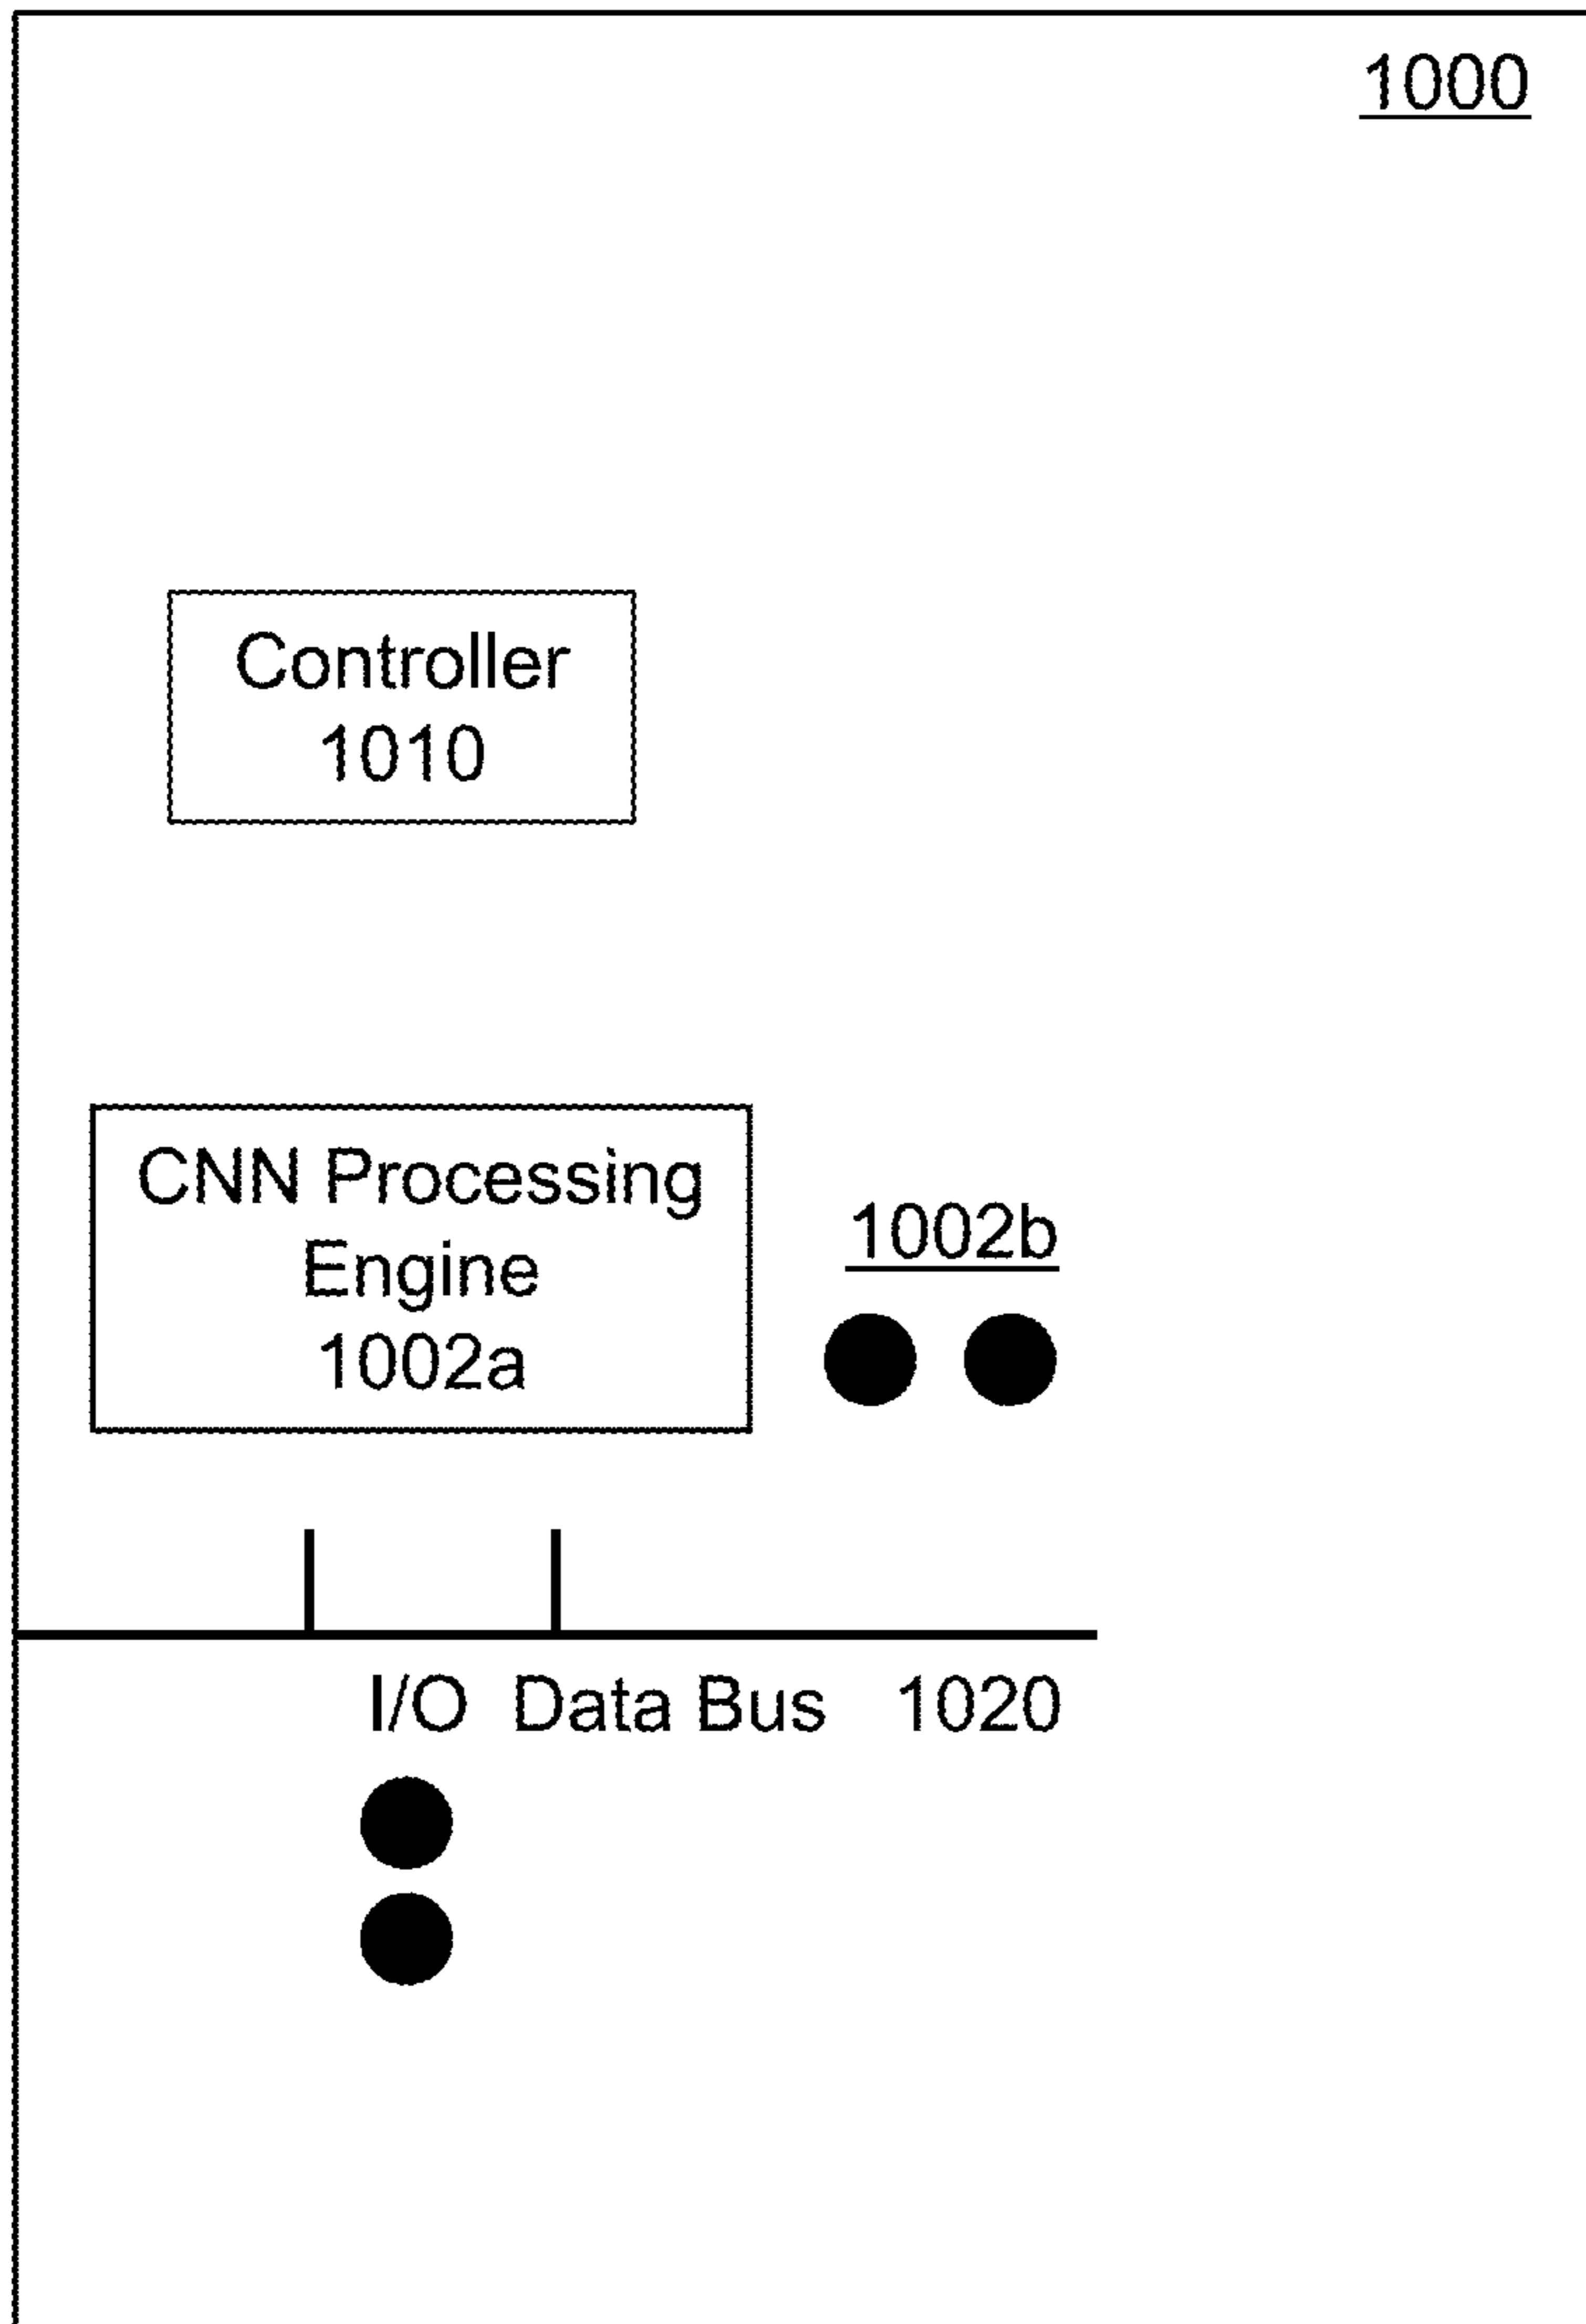 1000
Controller
1010
CNN Processing
Engine
1002a
1002b
I/O Data Bus 1020